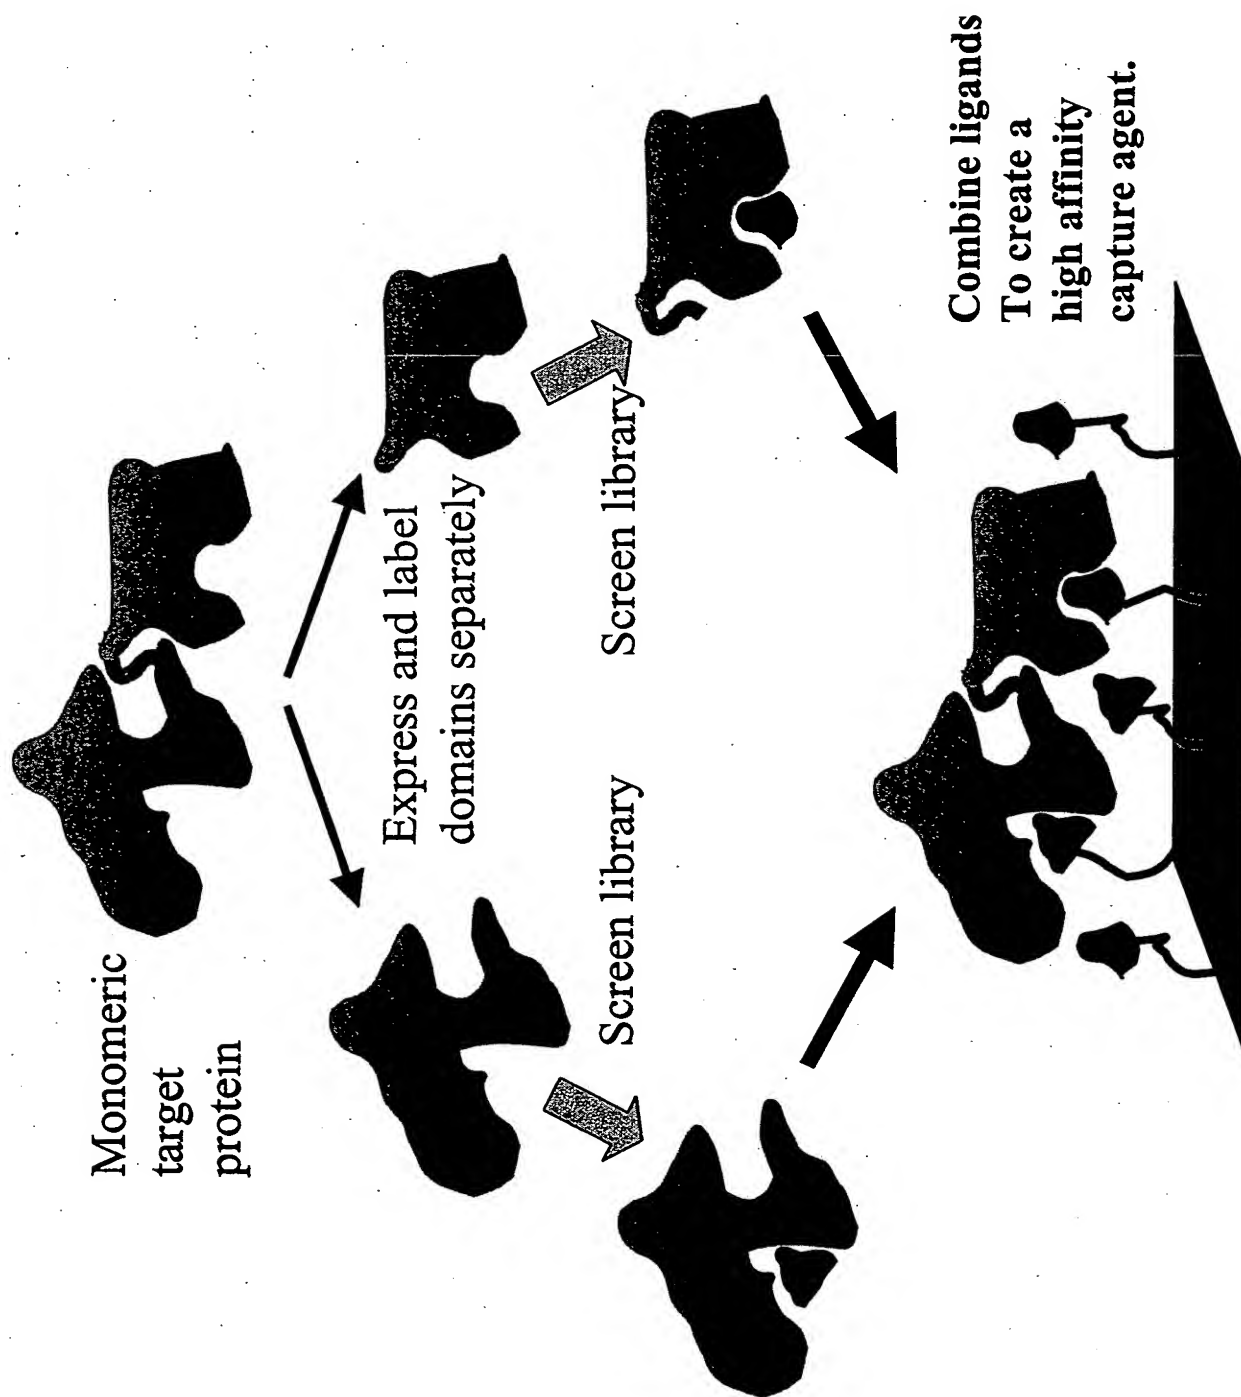 Monomeric
target
protein
Express and label
domains separately
Screen library
Screen library
Combine ligands
To create a
high affinity
capture agent.